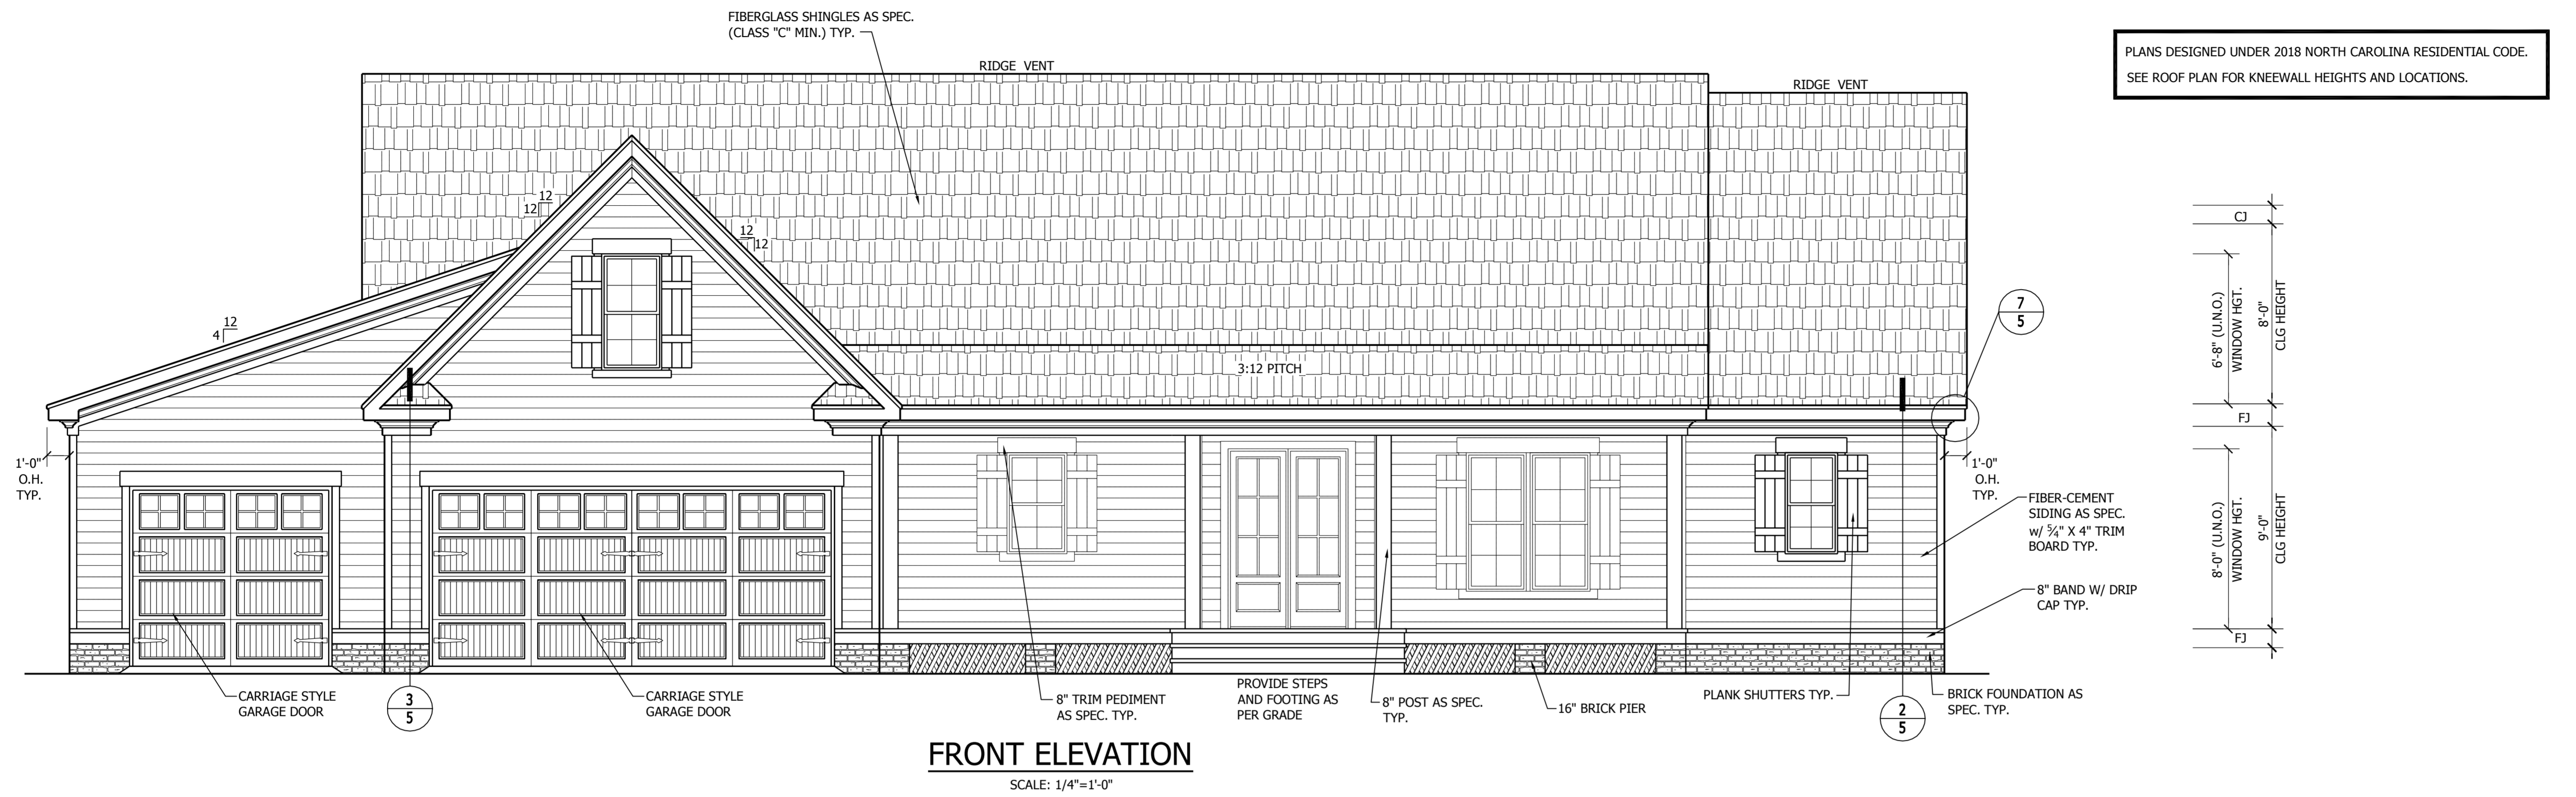 FIBERGLASS SHINGLES AS SPEC.
(CLASS "C" MIN.) TYP.
RIDGE VENT
RIDGE VENT
PLANS DESIGNED UNDER 2018 NORTH CAROLINA RESIDENTIAL CODE.
SEE ROOF PLAN FOR KNEEWALL HEIGHTS AND LOCATIONS.
12
12
12
12
12
4
3:12 PITCH
7
5
CJ
6'-8" (U.N.O.)
WINDOW HGT.
8'-0"
CLG HEIGHT
FJ
8'-0" (U.N.O.)
WINDOW HGT.
9'-0"
CLG HEIGHT
FJ
1'-0"
O.H.
TYP.
1'-0"
O.H.
TYP.
FIBER-CEMENT
SIDING AS SPEC.
w/ 5/4" X 4" TRIM
BOARD TYP.
8" BAND W/ DRIP
CAP TYP.
CARRIAGE STYLE
GARAGE DOOR
3
5
CARRIAGE STYLE
GARAGE DOOR
8" TRIM PEDIMENT
AS SPEC. TYP.
PROVIDE STEPS
AND FOOTING AS
PER GRADE
8" POST AS SPEC.
TYP.
16" BRICK PIER
PLANK SHUTTERS TYP.
2
5
BRICK FOUNDATION AS
SPEC. TYP.
FRONT ELEVATION
SCALE: 1/4"=1'-0"